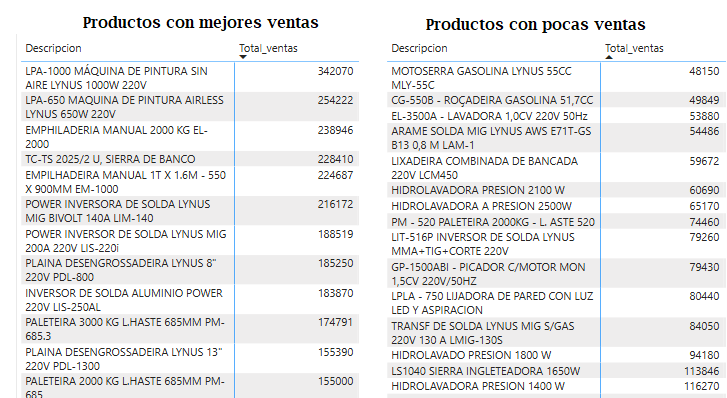 Productos con mejores ventas
Descripcion Total_ventas
LPA-1000 MÁQUINA DE PINTURA SIN 342070
AIRE LYNUS 1000W 220V
LPA-650 MAQUINA DE PINTURA AIRLESS 254222
LYNUS 650W 220V
EMPHILADERIA MANUAL 2000 KG EL- 238946
2000
TC-TS 2025/2 U, SIERRA DE BANCO 228410
EMPILHADEIRA MANUAL 1T X 1.6M - 550 224687
X 900MM EM-1000
POWER INVERSORA DE SOLDA LYNUS 216172
MIG BIVOLT 140A LIM-140
POWER INVERSOR DE SOLDA LYNUS MIG 188519
200A 220V LIS-220i
PLAINA DESENGROSSADEIRA LYNUS 8" 185250
220V PDL-800
INVERSOR DE SOLDA ALUMINIO POWER 183870
220V LIS-250AL
PALETEIRA 3000 KG L.HASTE 685MM PM- 174791
685.3
PLAINA DESENGROSSADEIRA LYNUS 13" 155390
220V PDL-1300
PALETEIRA 2000 KG L.HASTE 685MM PM- 155000
685
Productos con pocas ventas
Descripcion Total_ventas
MOTOSERRA GASOLINA LYNUS 55CC 48150
MLY-55C
CG-550B - ROÇADEIRA GASOLINA 51,7CC 49849
EL-3500A - LAVADORA 1,0CV 220V 50Hz 53880
ARAME SOLDA MIG LYNUS AWS E71T-GS 54486
B13 0,8 M LAM-1
LIXADEIRA COMBINADA DE BANCADA 59672
220V LCM450
HIDROLAVADORA PRESION 2100 W 60690
HIDROLAVADORA A PRESION 2500W 65170
PM - 520 PALETEIRA 2000KG - L. ASTE 520 74460
LIT-516P INVERSOR DE SOLDA LYNUS 79260
MMA+TIG+CORTE 220V
GP-1500ABI - PICADOR C/MOTOR MON 79430
1,5CV 220V/50HZ
LPLA - 750 LIJADORA DE PARED CON LUZ 80440
LED Y ASPIRACION
TRANSF DE SOLDA LYNUS MIG S/GAS 84050
220V 130 A LMIG-130S
HIDROLAVADO PRESION 1800 W 94180
LS1040 SIERRA INGLETEADORA 1650W 113846
HIDROLAVADORA PRESION 1400 W 116270